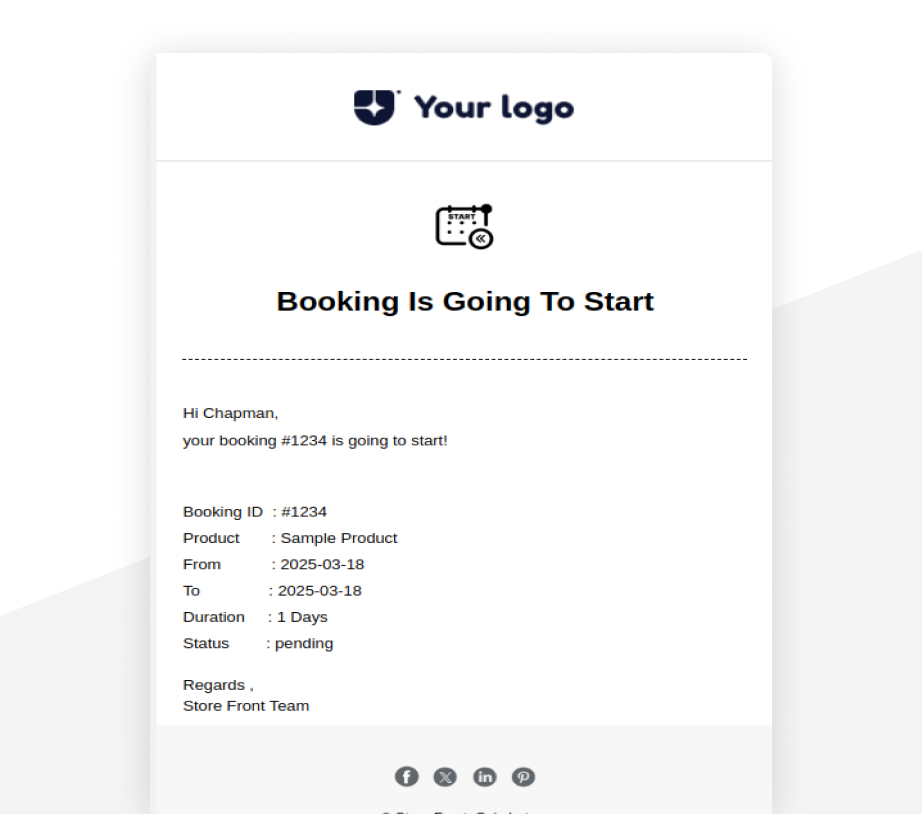 Your logo
START
Booking Is Going To Start
Hi Chapman,
your booking #1234 is going to start!
Booking ID : #1234
Product : Sample Product
From : 2025-03-18
To : 2025-03-18
Duration : 1 Days
Status : pending
Regards ,
Store Front Team